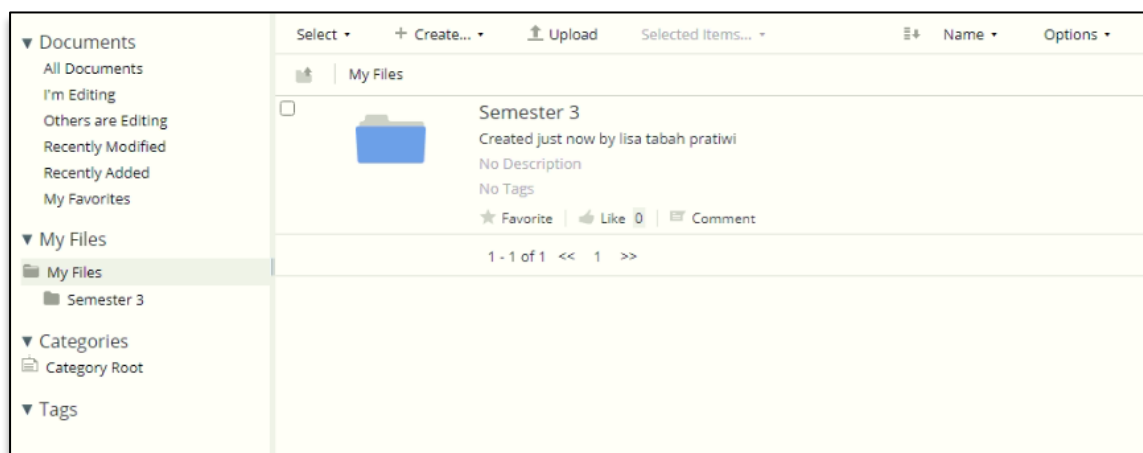 Documents
All Documents
I'm Editing
Others are Editing
Recently Modified
Recently Added
My Favorites
My Files
My Files
Semester 3
Categories
Category Root
Tags
Select Create... Upload Selected Items... Name Options
My Files
Semester 3
Created just now by lisa tabah pratiwi
No Description
No Tags
Favorite Like 0 Comment
1 - 1 of 1 << 1 >>